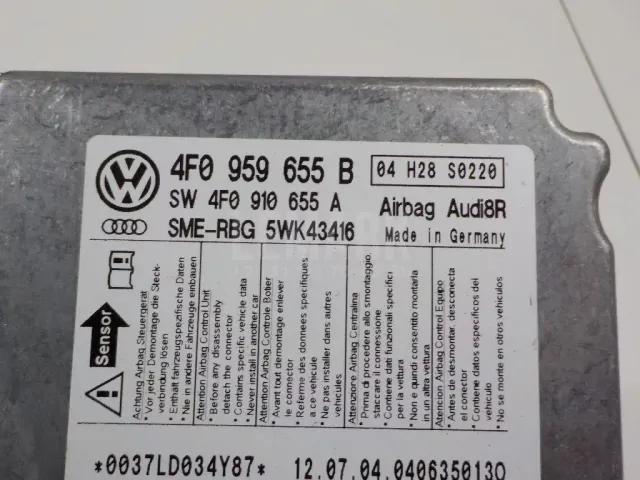 4F0 959 655 B
04 H28 S0220
SW 4F0 910 655 A
Airbag Audi8R
SME-RBG 5WK43416
Made in Germany
Sensor
Achtung Airbag Steuergerät
• Vor jeder Demontage die Steck-
verbindung lösen
• Enthält fahrzeugspezifische Daten
• Nie in andere Fahrzeuge einbauen
Attention Airbag Control Unit
• Before any disassembly
detach the connector
• Contains specific vehicle data
• Never install in another car
Attention Airbag Contrôle Boîtier
• Avant tout démontage enlever
le connector
• Referme des donnees specifiques
a ce vehicule
• Ne pas installer dans autres
vehicules
Attenzione Airbag Centralina
• Prima di procedere allo smontaggio,
staccare il connessione
• Contiene dati funzionali specifici
per la vettura
• Non e quindi consentito montarla
in un altra vettura
Atencion Airbag Control Equipo
• Antes de desmontar, desconecta
el conector
• Contiene datos especificos del
vehiculo
• No se monte en otros vehiculos
*0037LD034Y87*
12.07.04.0406350130